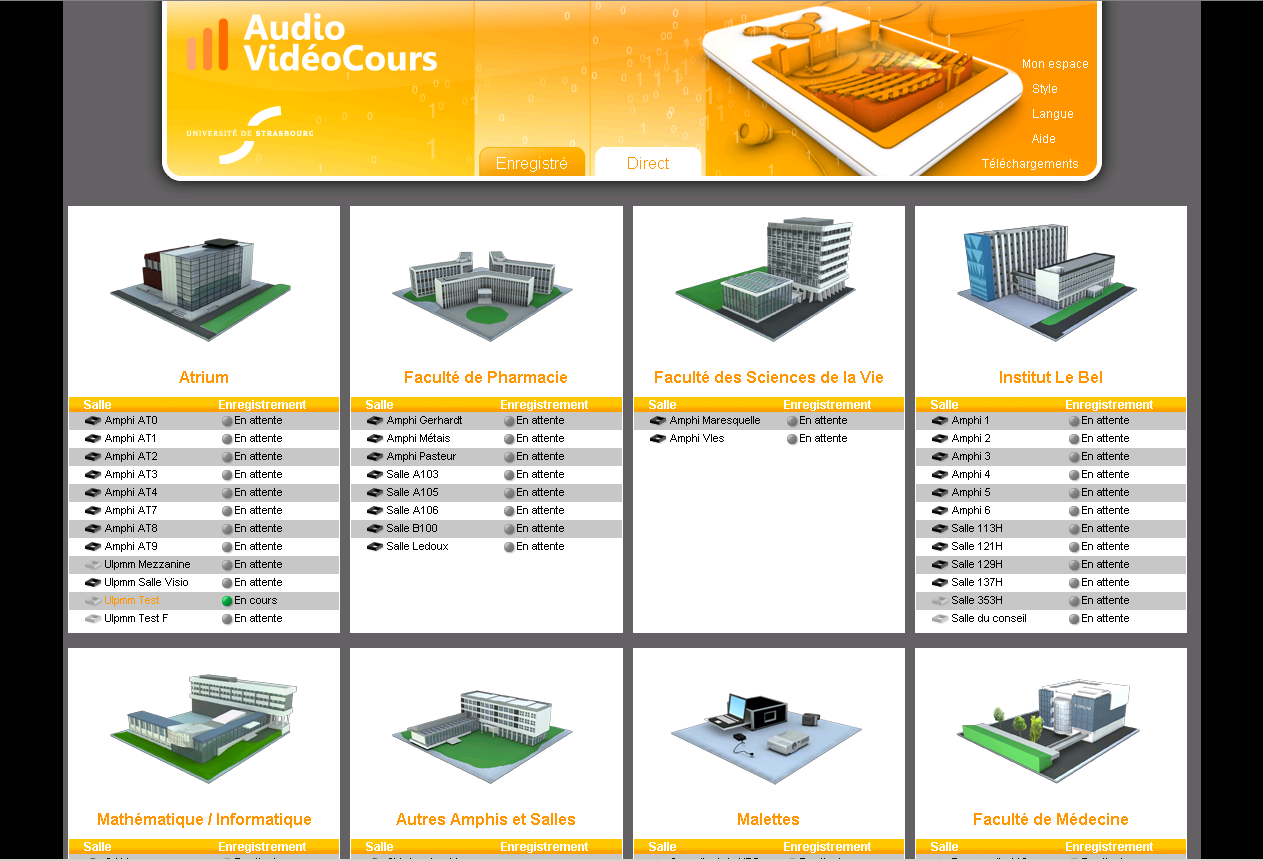 Audio
VidéoCours
UNIVERSITÉ DE STRASBOURG
Mon espace
Style
Langue
Aide
Téléchargements
Enregistré
Direct
Atrium
Salle Enregistrement
Amphi AT0 En attente
Amphi AT1 En attente
Amphi AT2 En attente
Amphi AT3 En attente
Amphi AT4 En attente
Amphi AT7 En attente
Amphi AT8 En attente
Amphi AT9 En attente
Ulpmm Mezzanine En attente
Ulpmm Salle Visio En attente
Ulpmm Test En cours
Ulpmm Test F En attente
Faculté de Pharmacie
Salle Enregistrement
Amphi Gerhardt En attente
Amphi Métais En attente
Amphi Pasteur En attente
Salle A103 En attente
Salle A105 En attente
Salle A106 En attente
Salle B100 En attente
Salle Ledoux En attente
Faculté des Sciences de la Vie
Salle Enregistrement
Amphi Maresquelle En attente
Amphi Vles En attente
Institut Le Bel
Salle Enregistrement
Amphi 1 En attente
Amphi 2 En attente
Amphi 3 En attente
Amphi 4 En attente
Amphi 5 En attente
Amphi 6 En attente
Salle 113H En attente
Salle 121H En attente
Salle 129H En attente
Salle 137H En attente
Salle 353H En attente
Salle du conseil En attente
Mathématique / Informatique
Salle Enregistrement
Autres Amphis et Salles
Salle Enregistrement
Malettes
Salle Enregistrement
Faculté de Médecine
Salle Enregistrement